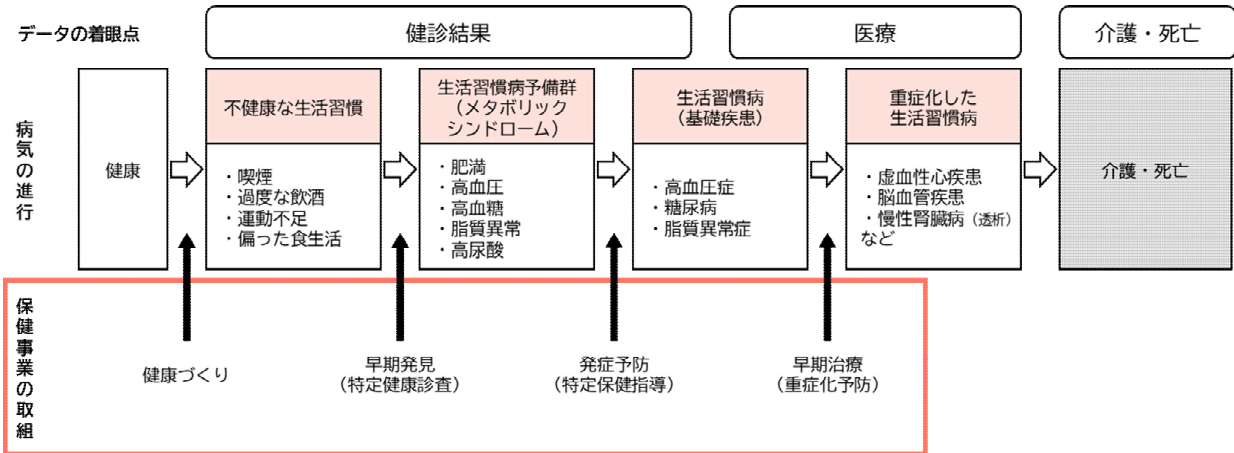 データの着眼点
健診結果
医療
介護・死亡
病気の進行
健康
不健康な生活習慣
・喫煙
・過度な飲酒
・運動不足
・偏った食生活
生活習慣病予備群
（メタボリック
シンドローム）
・肥満
・高血圧
・高血糖
・脂質異常
・高尿酸
生活習慣病
（基礎疾患）
・高血圧症
・糖尿病
・脂質異常症
重症化した
生活習慣病
・虚血性心疾患
・脳血管疾患
・慢性腎臓病（透析）
など
介護・死亡
保健事業の取組
健康づくり
早期発見
（特定健康診査）
発症予防
（特定保健指導）
早期治療
（重症化予防）